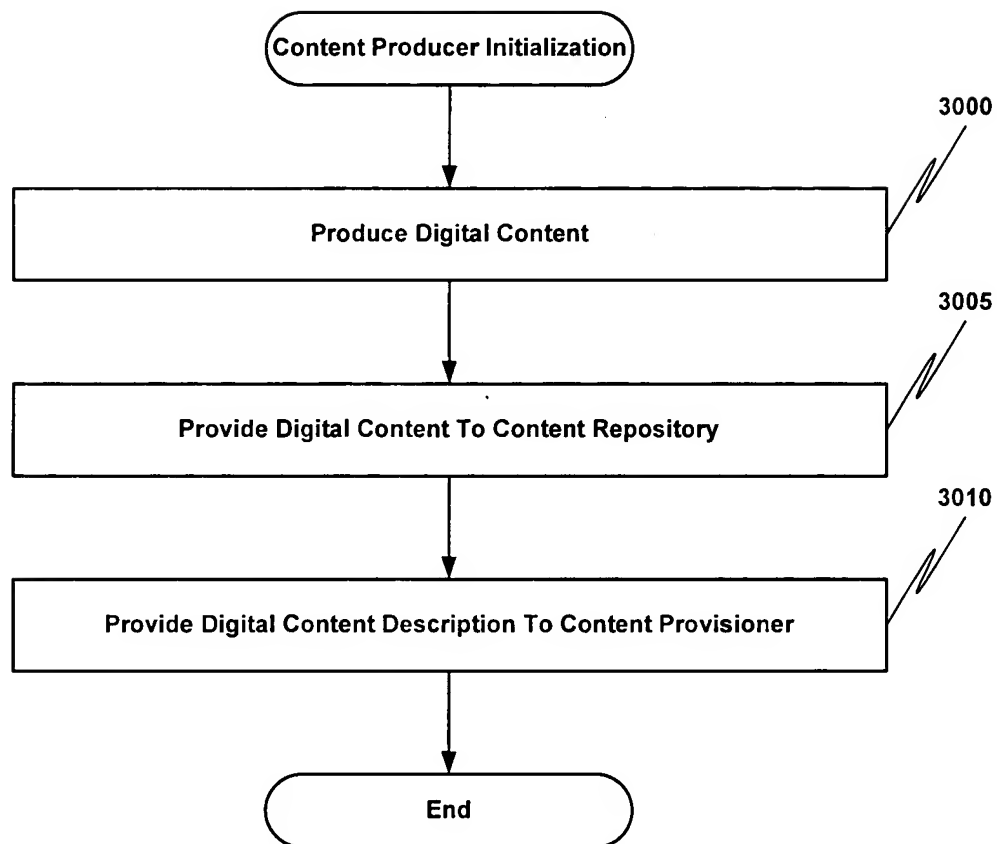 Content Producer Initialization
3000
Produce Digital Content
3005
Provide Digital Content To Content Repository
3010
Provide Digital Content Description To Content Provisioner
End